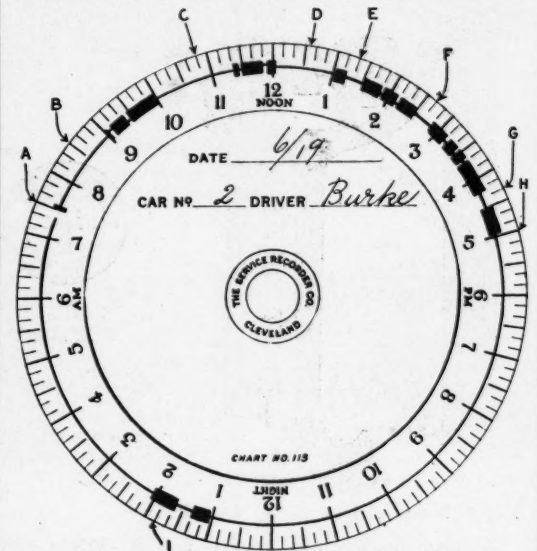 C
D
E
B
F
A
G
H
11
12
NOON
1
10
2
9
3
8
4
7
5
6
AM
6
PM
5
7
4
8
3
9
2
10
1
12
NIGHT
11
DATE 6/19
CAR Nº 2 DRIVER Burke
THE SERVICE RECORDER CO
CLEVELAND
CHART NO. 113
I